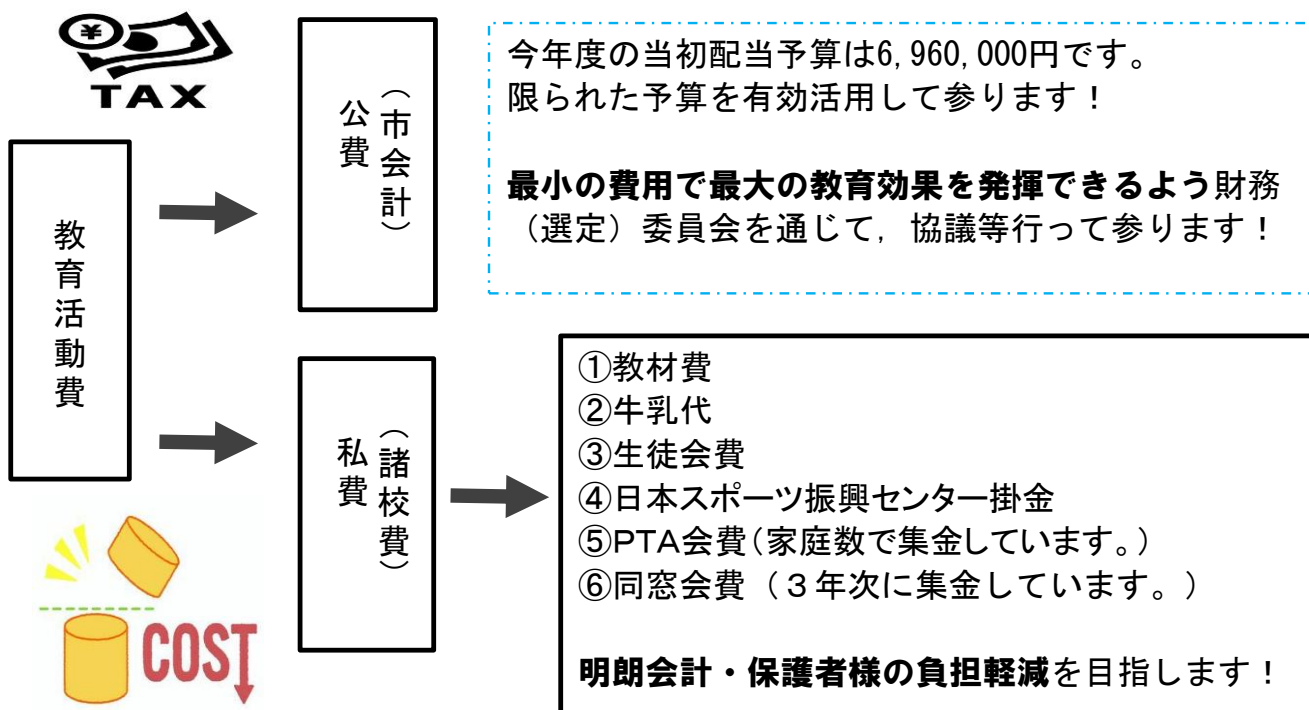 ¥
TAX
教育活動費
公費
（市会計）
今年度の当初配当予算は6,960,000円です。
限られた予算を有効活用して参ります！
最小の費用で最大の教育効果を発揮できるよう財務
（選定）委員会を通じて，協議等行って参ります！
私費
（諸校費）
①教材費
②牛乳代
③生徒会費
④日本スポーツ振興センター掛金
⑤PTA会費（家庭数で集金しています。）
⑥同窓会費（３年次に集金しています。）
明朗会計・保護者様の負担軽減を目指します！
COST